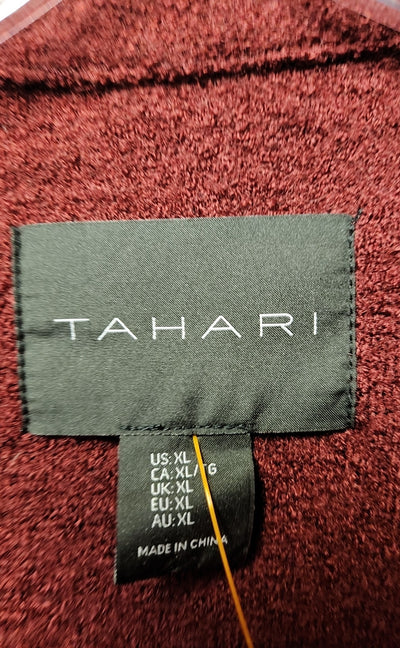 TAHARI
US: XL
CA: XL/TG
UK: XL
EU: XL
AU: XL
MADE IN CHINA